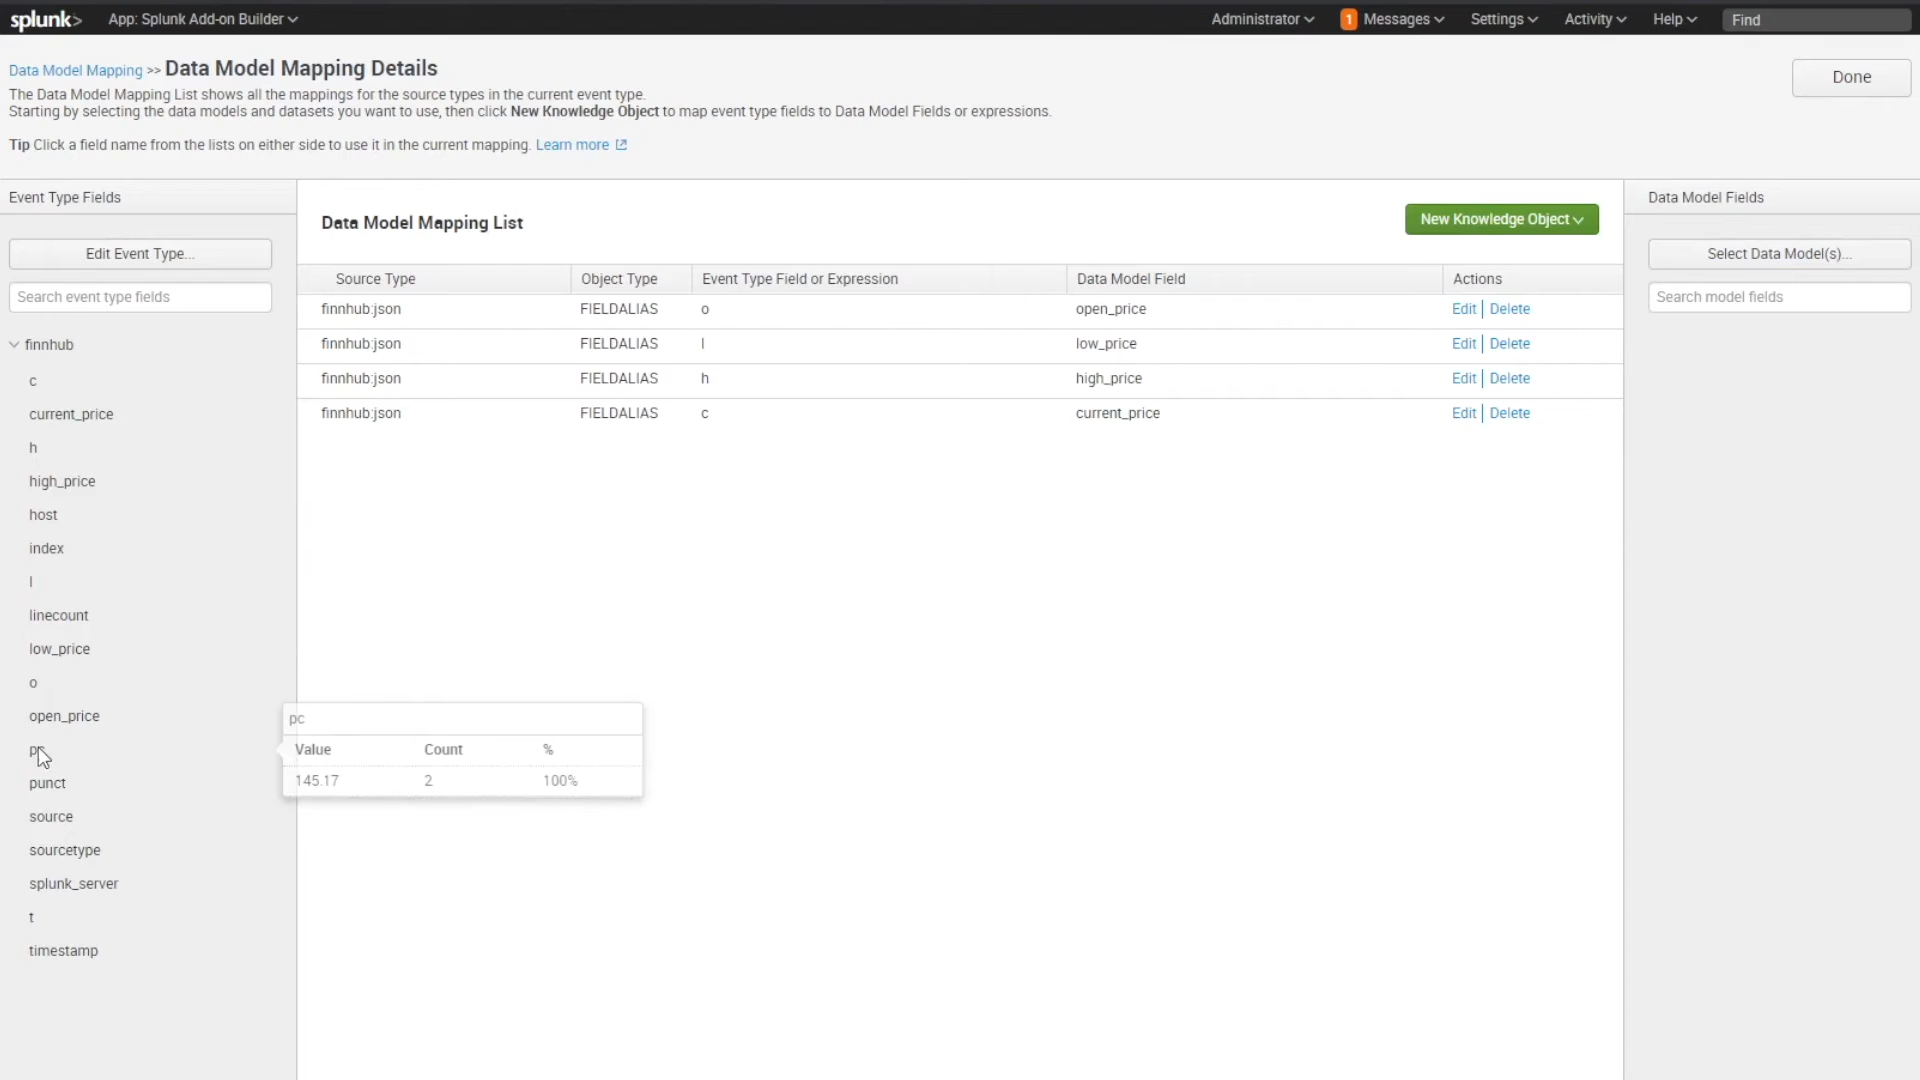 splunk> App: Splunk Add-on Builder Administrator 1 Messages Settings Activity Help Find
Data Model Mapping >> Data Model Mapping Details
Done
The Data Model Mapping List shows all the mappings for the source types in the current event type.
Starting by selecting the data models and datasets you want to use, then click New Knowledge Object to map event type fields to Data Model Fields or expressions.
Tip Click a field name from the lists on either side to use it in the current mapping. Learn more
Event Type Fields
Edit Event Type...
Search event type fields
finnhub
c
current_price
h
high_price
host
index
l
linecount
low_price
o
open_price
punct
source
sourcetype
splunk_server
t
timestamp
Data Model Mapping List
New Knowledge Object
Source Type Object Type Event Type Field or Expression Data Model Field Actions
finnhub:json FIELDALIAS o open_price Edit | Delete
finnhub:json FIELDALIAS l low_price Edit | Delete
finnhub:json FIELDALIAS h high_price Edit | Delete
finnhub:json FIELDALIAS c current_price Edit | Delete
pc
Value Count %
145.17 2 100%
Data Model Fields
Select Data Model(s)...
Search model fields